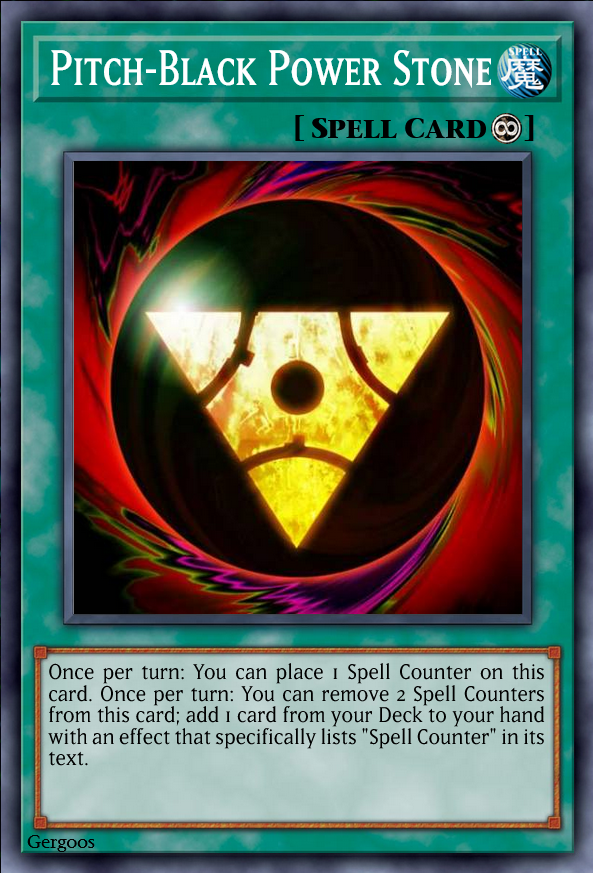 PITCH-BLACK POWER STONE
SPELL
魔
[ SPELL CARD ]
Once per turn: You can place 1 Spell Counter on this
card. Once per turn: You can remove 2 Spell Counters
from this card; add 1 card from your Deck to your hand
with an effect that specifically lists "Spell Counter" in its
text.
Gergoos